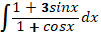 ∫ (1 + 3sinx)/(1 + cosx) dx